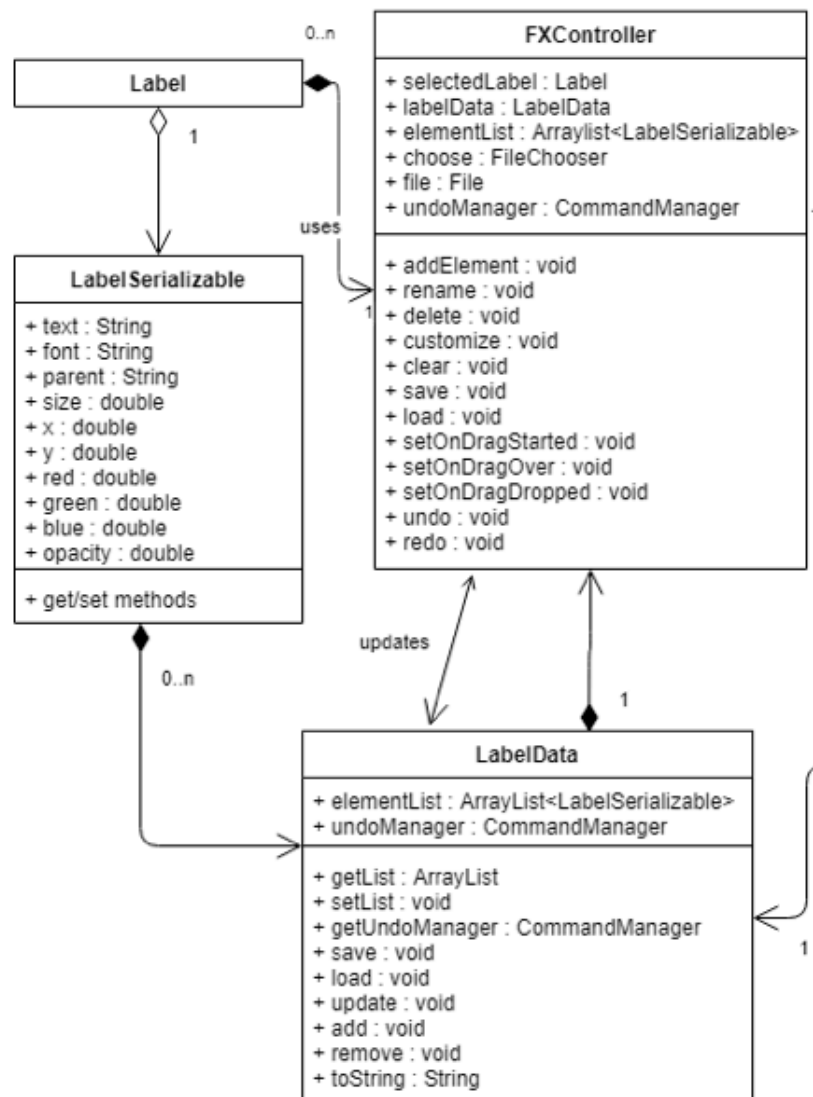 0..n
FXController
Label
+ selectedLabel : Label
+ labelData : LabelData
+ elementList : Arraylist<LabelSerializable>
+ choose : FileChooser
+ file : File
+ undoManager : CommandManager
1
uses
+ addElement : void
+ rename : void
+ delete : void
+ customize : void
+ clear : void
+ save : void
+ load : void
+ setOnDragStarted : void
+ setOnDragOver : void
+ setOnDragDropped : void
+ undo : void
+ redo : void
1
LabelSerializable
+ text : String
+ font : String
+ parent : String
+ size : double
+ x : double
+ y : double
+ red : double
+ green : double
+ blue : double
+ opacity : double
+ get/set methods
updates
0..n
1
LabelData
+ elementList : ArrayList<LabelSerializable>
+ undoManager : CommandManager
+ getList : ArrayList
+ setList : void
+ getUndoManager : CommandManager
+ save : void
+ load : void
+ update : void
+ add : void
+ remove : void
+ toString : String
1